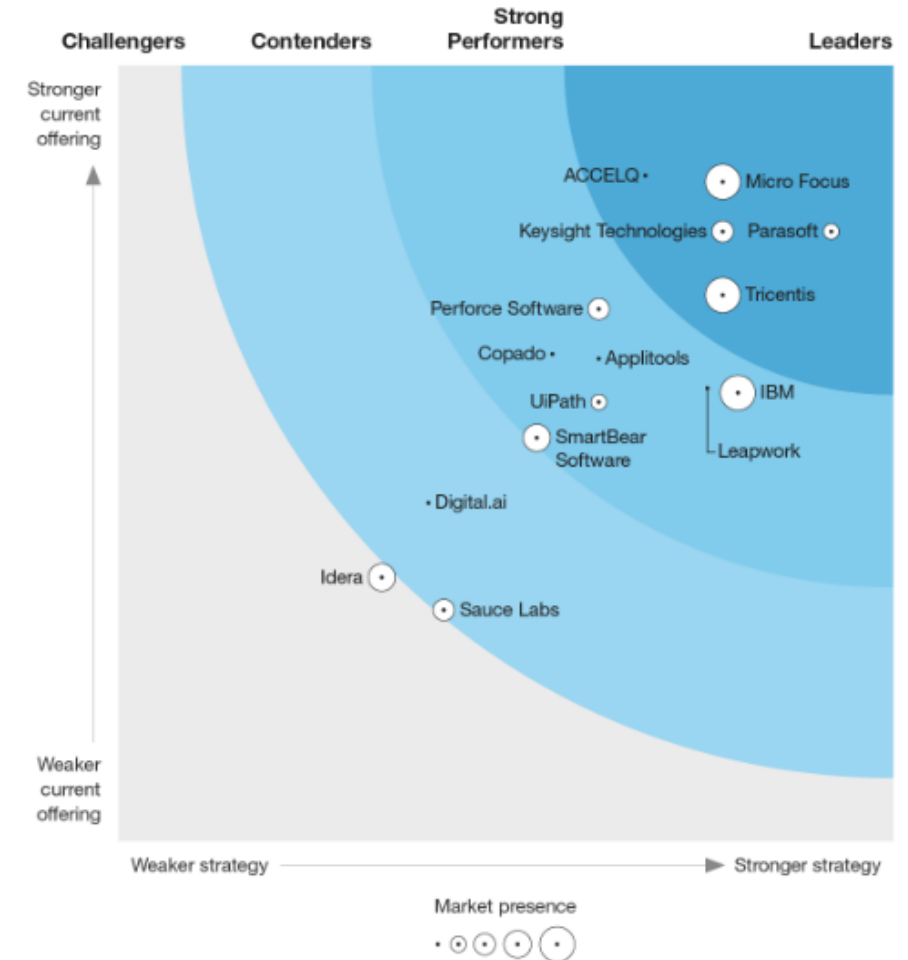 Strong
Challengers Contenders Performers Leaders
Stronger
current
offering
ACCELQ
Micro Focus
Keysight Technologies
Parasoft
Tricentis
Perforce Software
Copado
Applitools
UiPath
IBM
SmartBear
Software
Leapwork
Digital.ai
Idera
Sauce Labs
Weaker
current
offering
Weaker strategy
Stronger strategy
Market presence